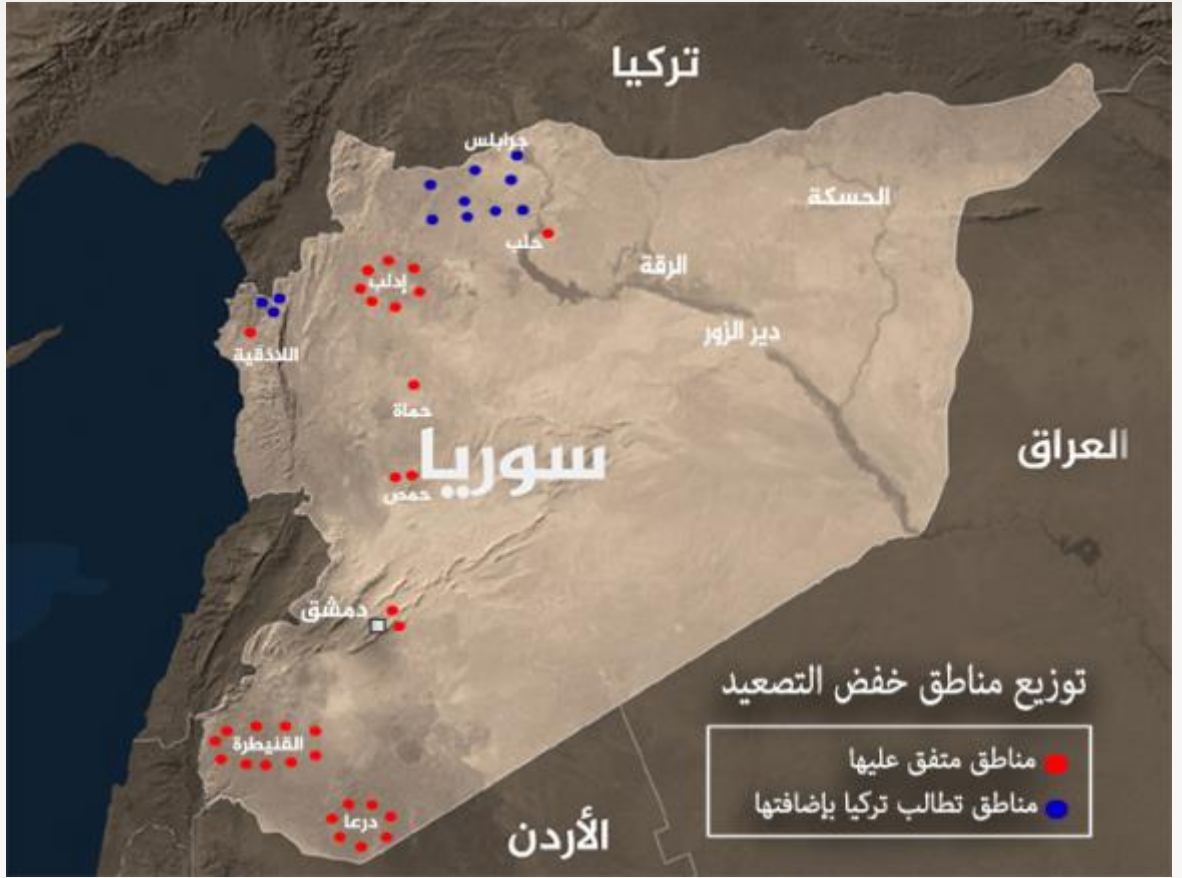 تركيا
جرابلس
الحسكة
حلب
الرقة
إدلب
دير الزور
اللاذقية
حماة
سوريا
العراق
حمص
دمشق
توزيع مناطق خفض التصعيد
القنيطرة
مناطق متفق عليها
مناطق تطالب تركيا بإضافتها
درعا
الأردن